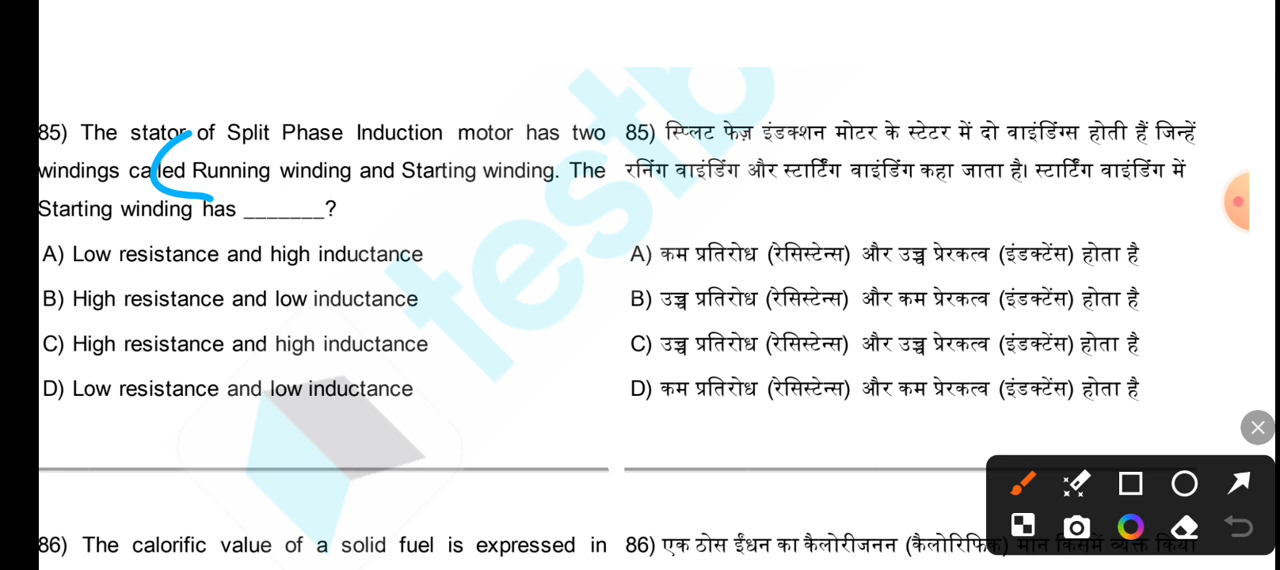 85) The stator of Split Phase Induction motor has two
windings called Running winding and Starting winding. The
Starting winding has _______?
A) Low resistance and high inductance
B) High resistance and low inductance
C) High resistance and high inductance
D) Low resistance and low inductance
85) स्प्लिट फेज़ इंडक्शन मोटर के स्टेटर में दो वाइंडिंग्स होती हैं जिन्हें
रनिंग वाइंडिंग और स्टार्टिंग वाइंडिंग कहा जाता है। स्टार्टिंग वाइंडिंग में
A) कम प्रतिरोध (रेसिस्टेन्स) और उच्च प्रेरकत्व (इंडक्टेंस) होता है
B) उच्च प्रतिरोध (रेसिस्टेन्स) और कम प्रेरकत्व (इंडक्टेंस) होता है
C) उच्च प्रतिरोध (रेसिस्टेन्स) और उच्च प्रेरकत्व (इंडक्टेंस) होता है
D) कम प्रतिरोध (रेसिस्टेन्स) और कम प्रेरकत्व (इंडक्टेंस) होता है
86) The calorific value of a solid fuel is expressed in
86) एक ठोस ईंधन का कैलोरीजनन (कैलोरिफिक) मान किसमें व्यक्त किया
testb